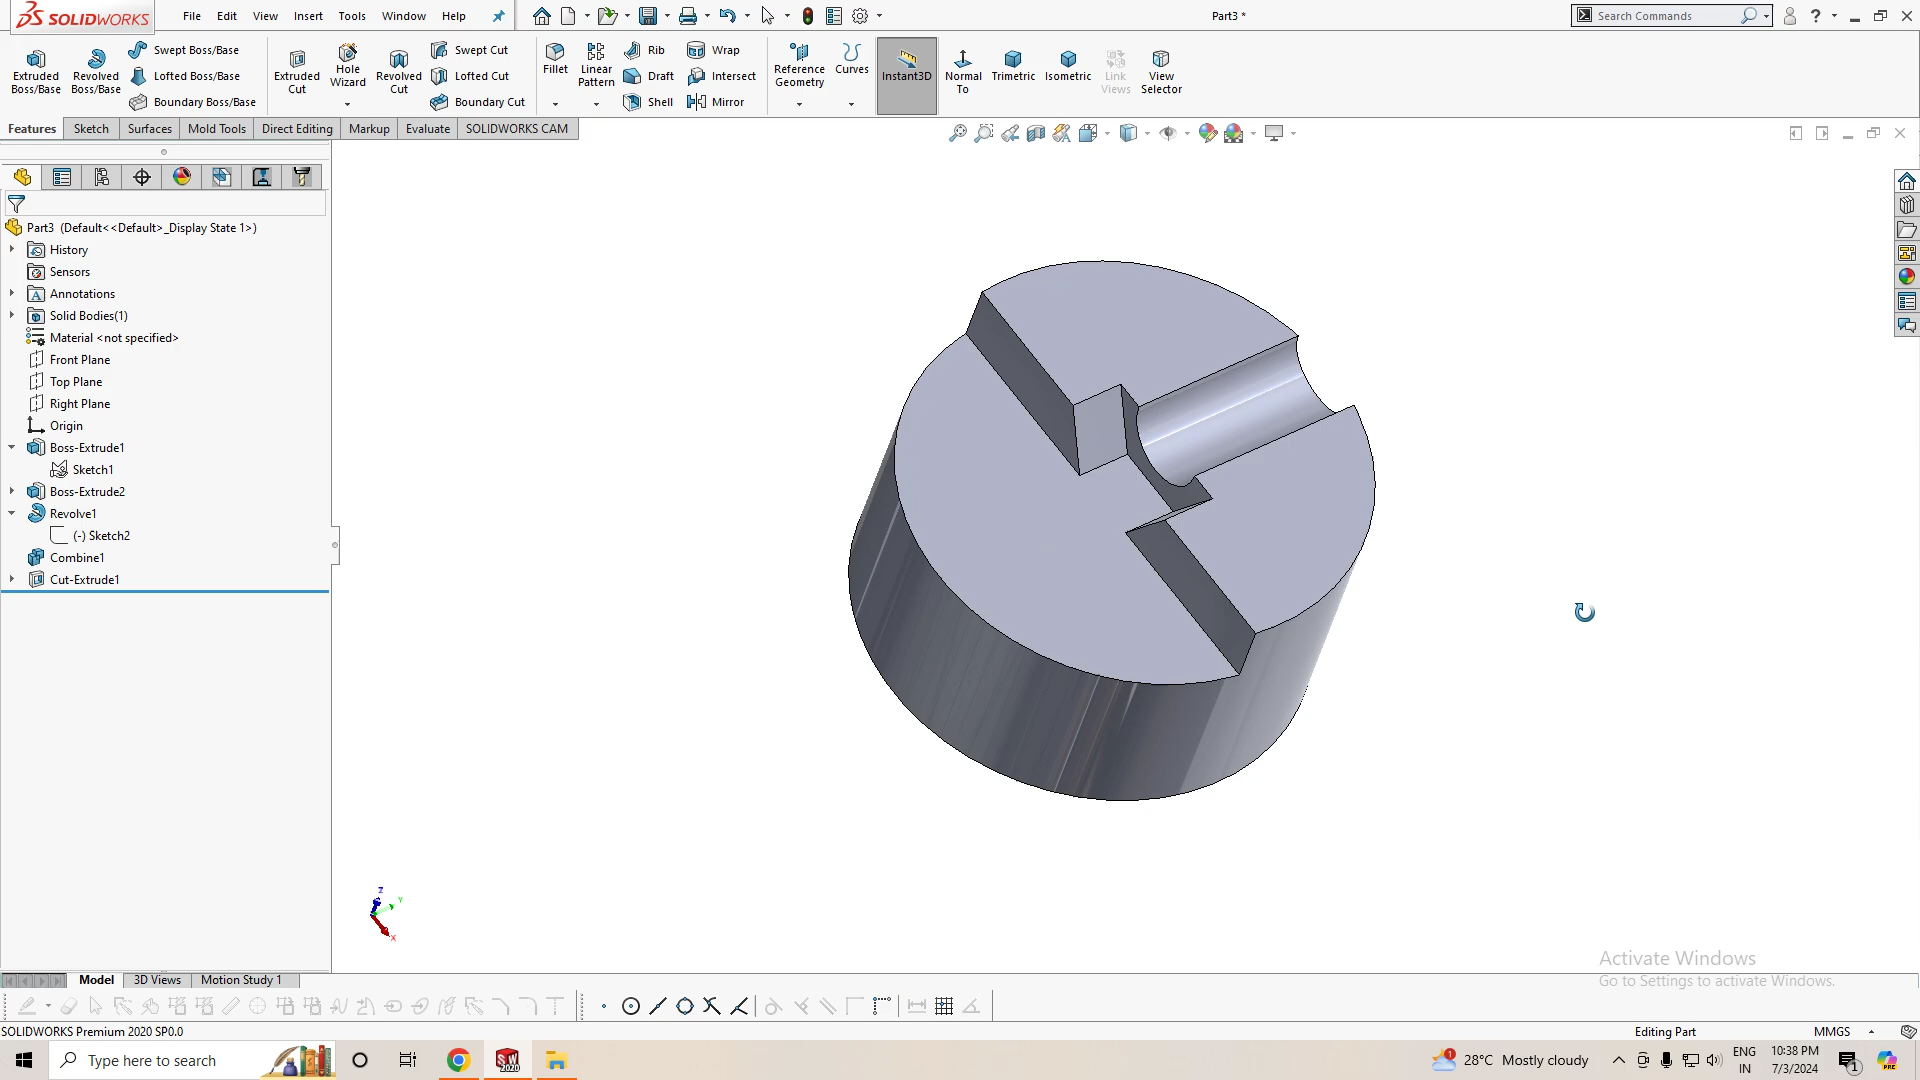 SOLIDWORKS File Edit View Insert Tools Window Help Part3 * Search Commands ?
Extruded Boss/Base
Revolved Boss/Base
Swept Boss/Base
Lofted Boss/Base
Boundary Boss/Base
Extruded Cut
Hole Wizard
Revolved Cut
Swept Cut
Lofted Cut
Boundary Cut
Fillet
Linear Pattern
Rib
Draft
Shell
Wrap
Intersect
Mirror
Reference Geometry
Curves
Instant3D
Normal To
Trimetric
Isometric
Link Views
View Selector
Features Sketch Surfaces Mold Tools Direct Editing Markup Evaluate SOLIDWORKS CAM
Part3 (Default<<Default>_Display State 1>)
History
Sensors
Annotations
Solid Bodies(1)
Material <not specified>
Front Plane
Top Plane
Right Plane
Origin
Boss-Extrude1
Sketch1
Boss-Extrude2
Revolve1
(-) Sketch2
Combine1
Cut-Extrude1
Z
Y
X
Activate Windows
Go to Settings to activate Windows.
Model 3D Views Motion Study 1
SOLIDWORKS Premium 2020 SP0.0 Editing Part MMGS
Type here to search
SW
2020
1
28°C Mostly cloudy
ENG
IN
10:38 PM
7/3/2024
1
PRE